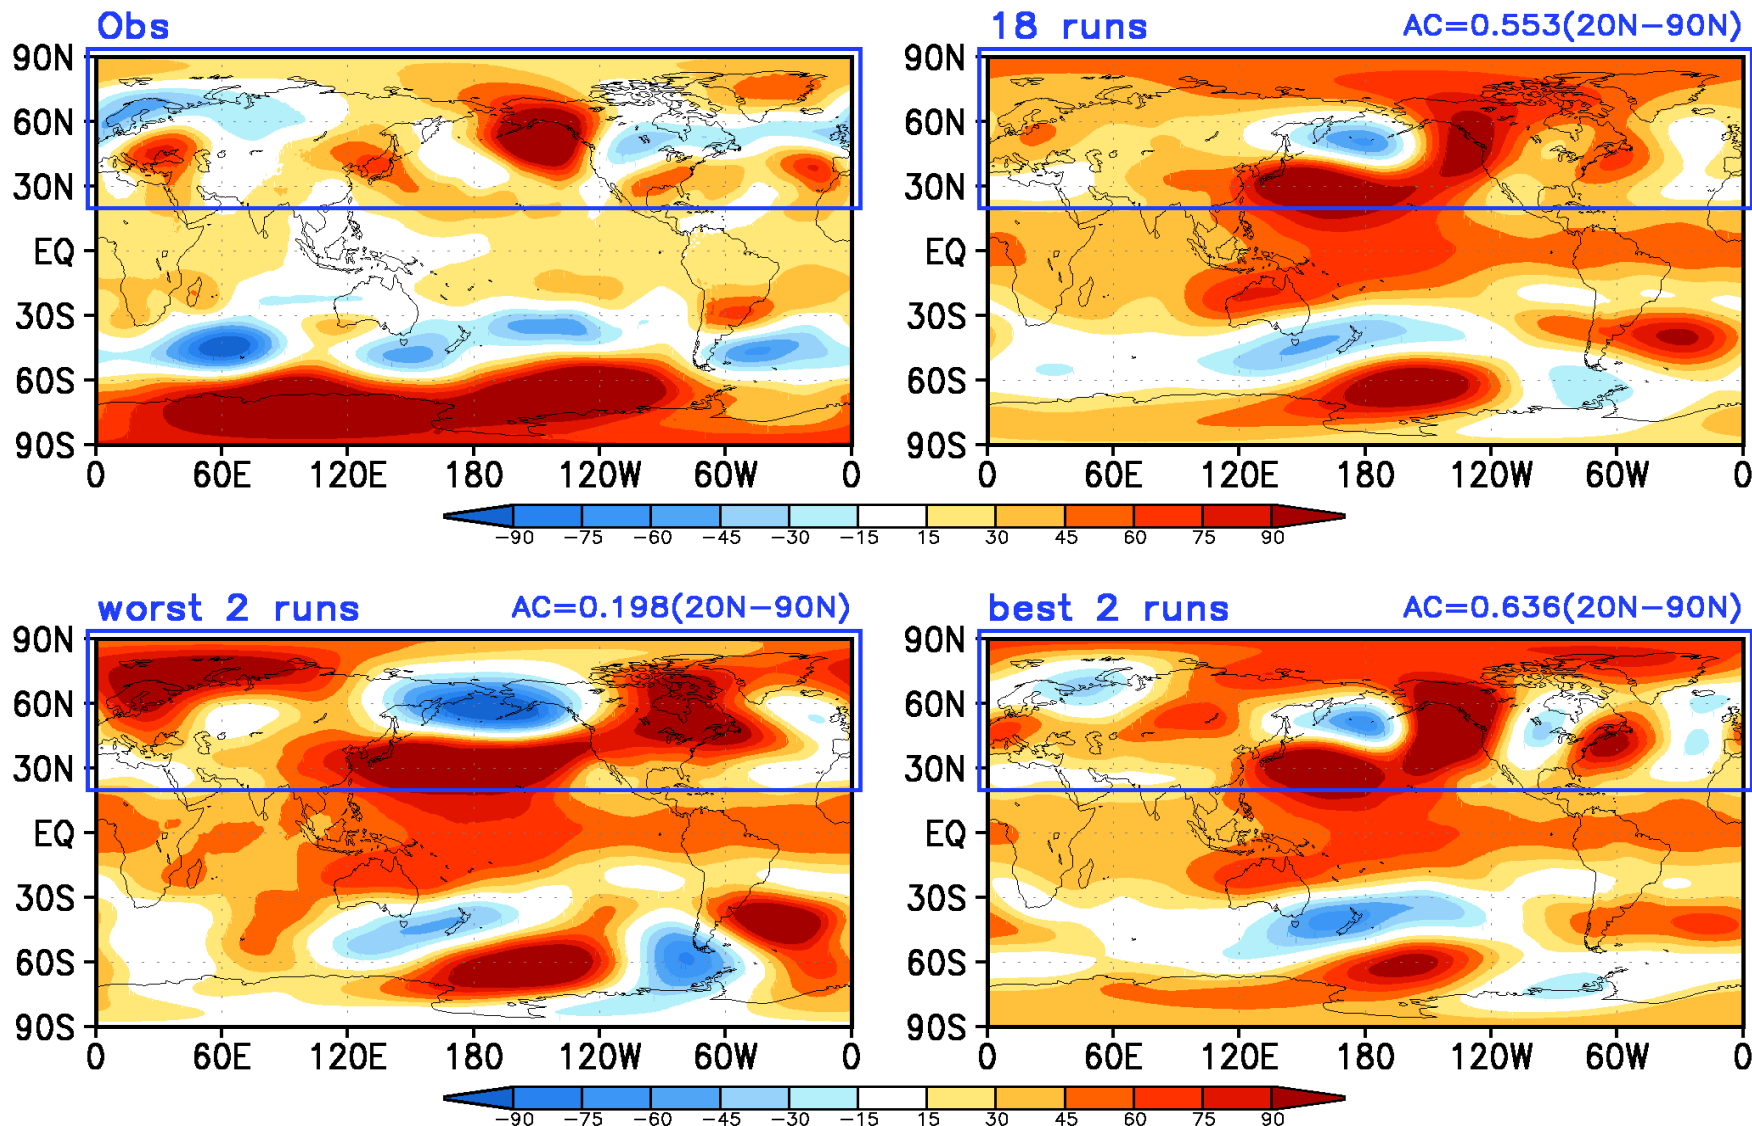 Obs
18 runs AC=0.553(20N−90N)
90N 90N
60N 60N
30N 30N
EQ EQ
30S 30S
60S 60S
90S 90S
0 60E 120E 180 120W 60W 0 0 60E 120E 180 120W 60W 0
−90 −75 −60 −45 −30 −15 15 30 45 60 75 90
worst 2 runs AC=0.198(20N−90N)
best 2 runs AC=0.636(20N−90N)
90N 90N
60N 60N
30N 30N
EQ EQ
30S 30S
60S 60S
90S 90S
0 60E 120E 180 120W 60W 0 0 60E 120E 180 120W 60W 0
−90 −75 −60 −45 −30 −15 15 30 45 60 75 90